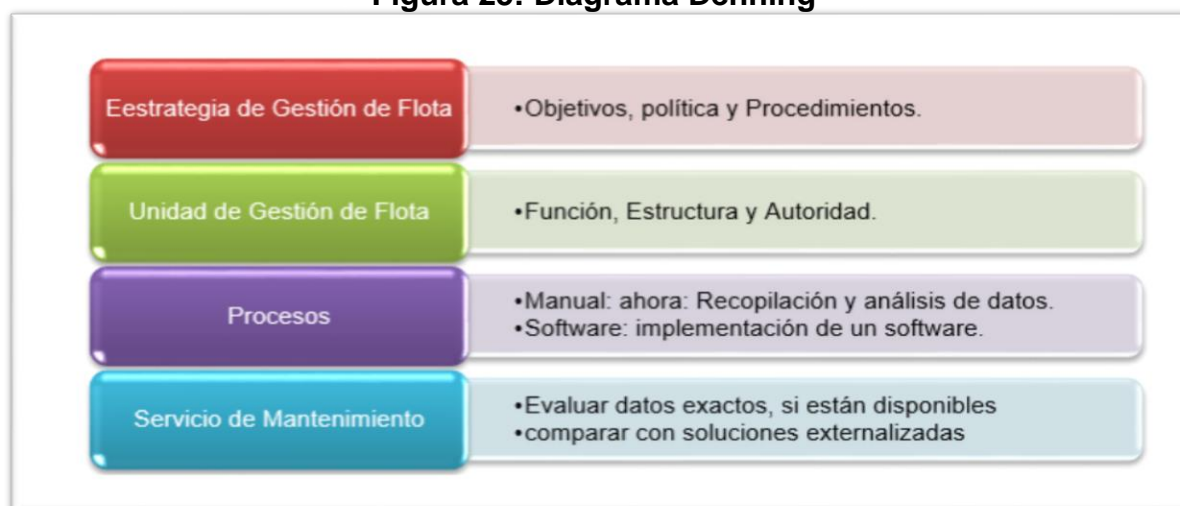 Figura 23: Diagrama Demming
Eestrategia de Gestión de Flota
•Objetivos, política y Procedimientos.
Unidad de Gestión de Flota
•Función, Estructura y Autoridad.
Procesos
•Manual: ahora: Recopilación y análisis de datos.
•Software: implementación de un software.
Servicio de Mantenimiento
•Evaluar datos exactos, si están disponibles
•comparar con soluciones externalizadas